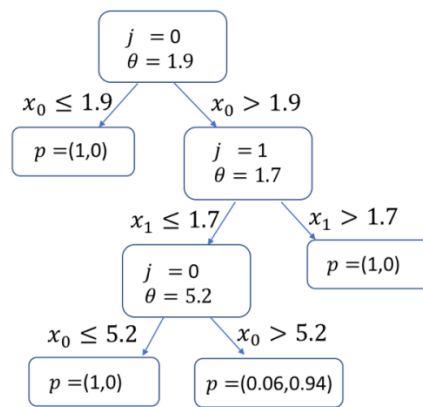 j = 0
θ = 1.9
x₀ ≤ 1.9
x₀ > 1.9
p =(1,0)
j = 1
θ = 1.7
x₁ ≤ 1.7
x₁ > 1.7
j = 0
θ = 5.2
p =(1,0)
x₀ ≤ 5.2
x₀ > 5.2
p =(1,0)
p =(0.06,0.94)